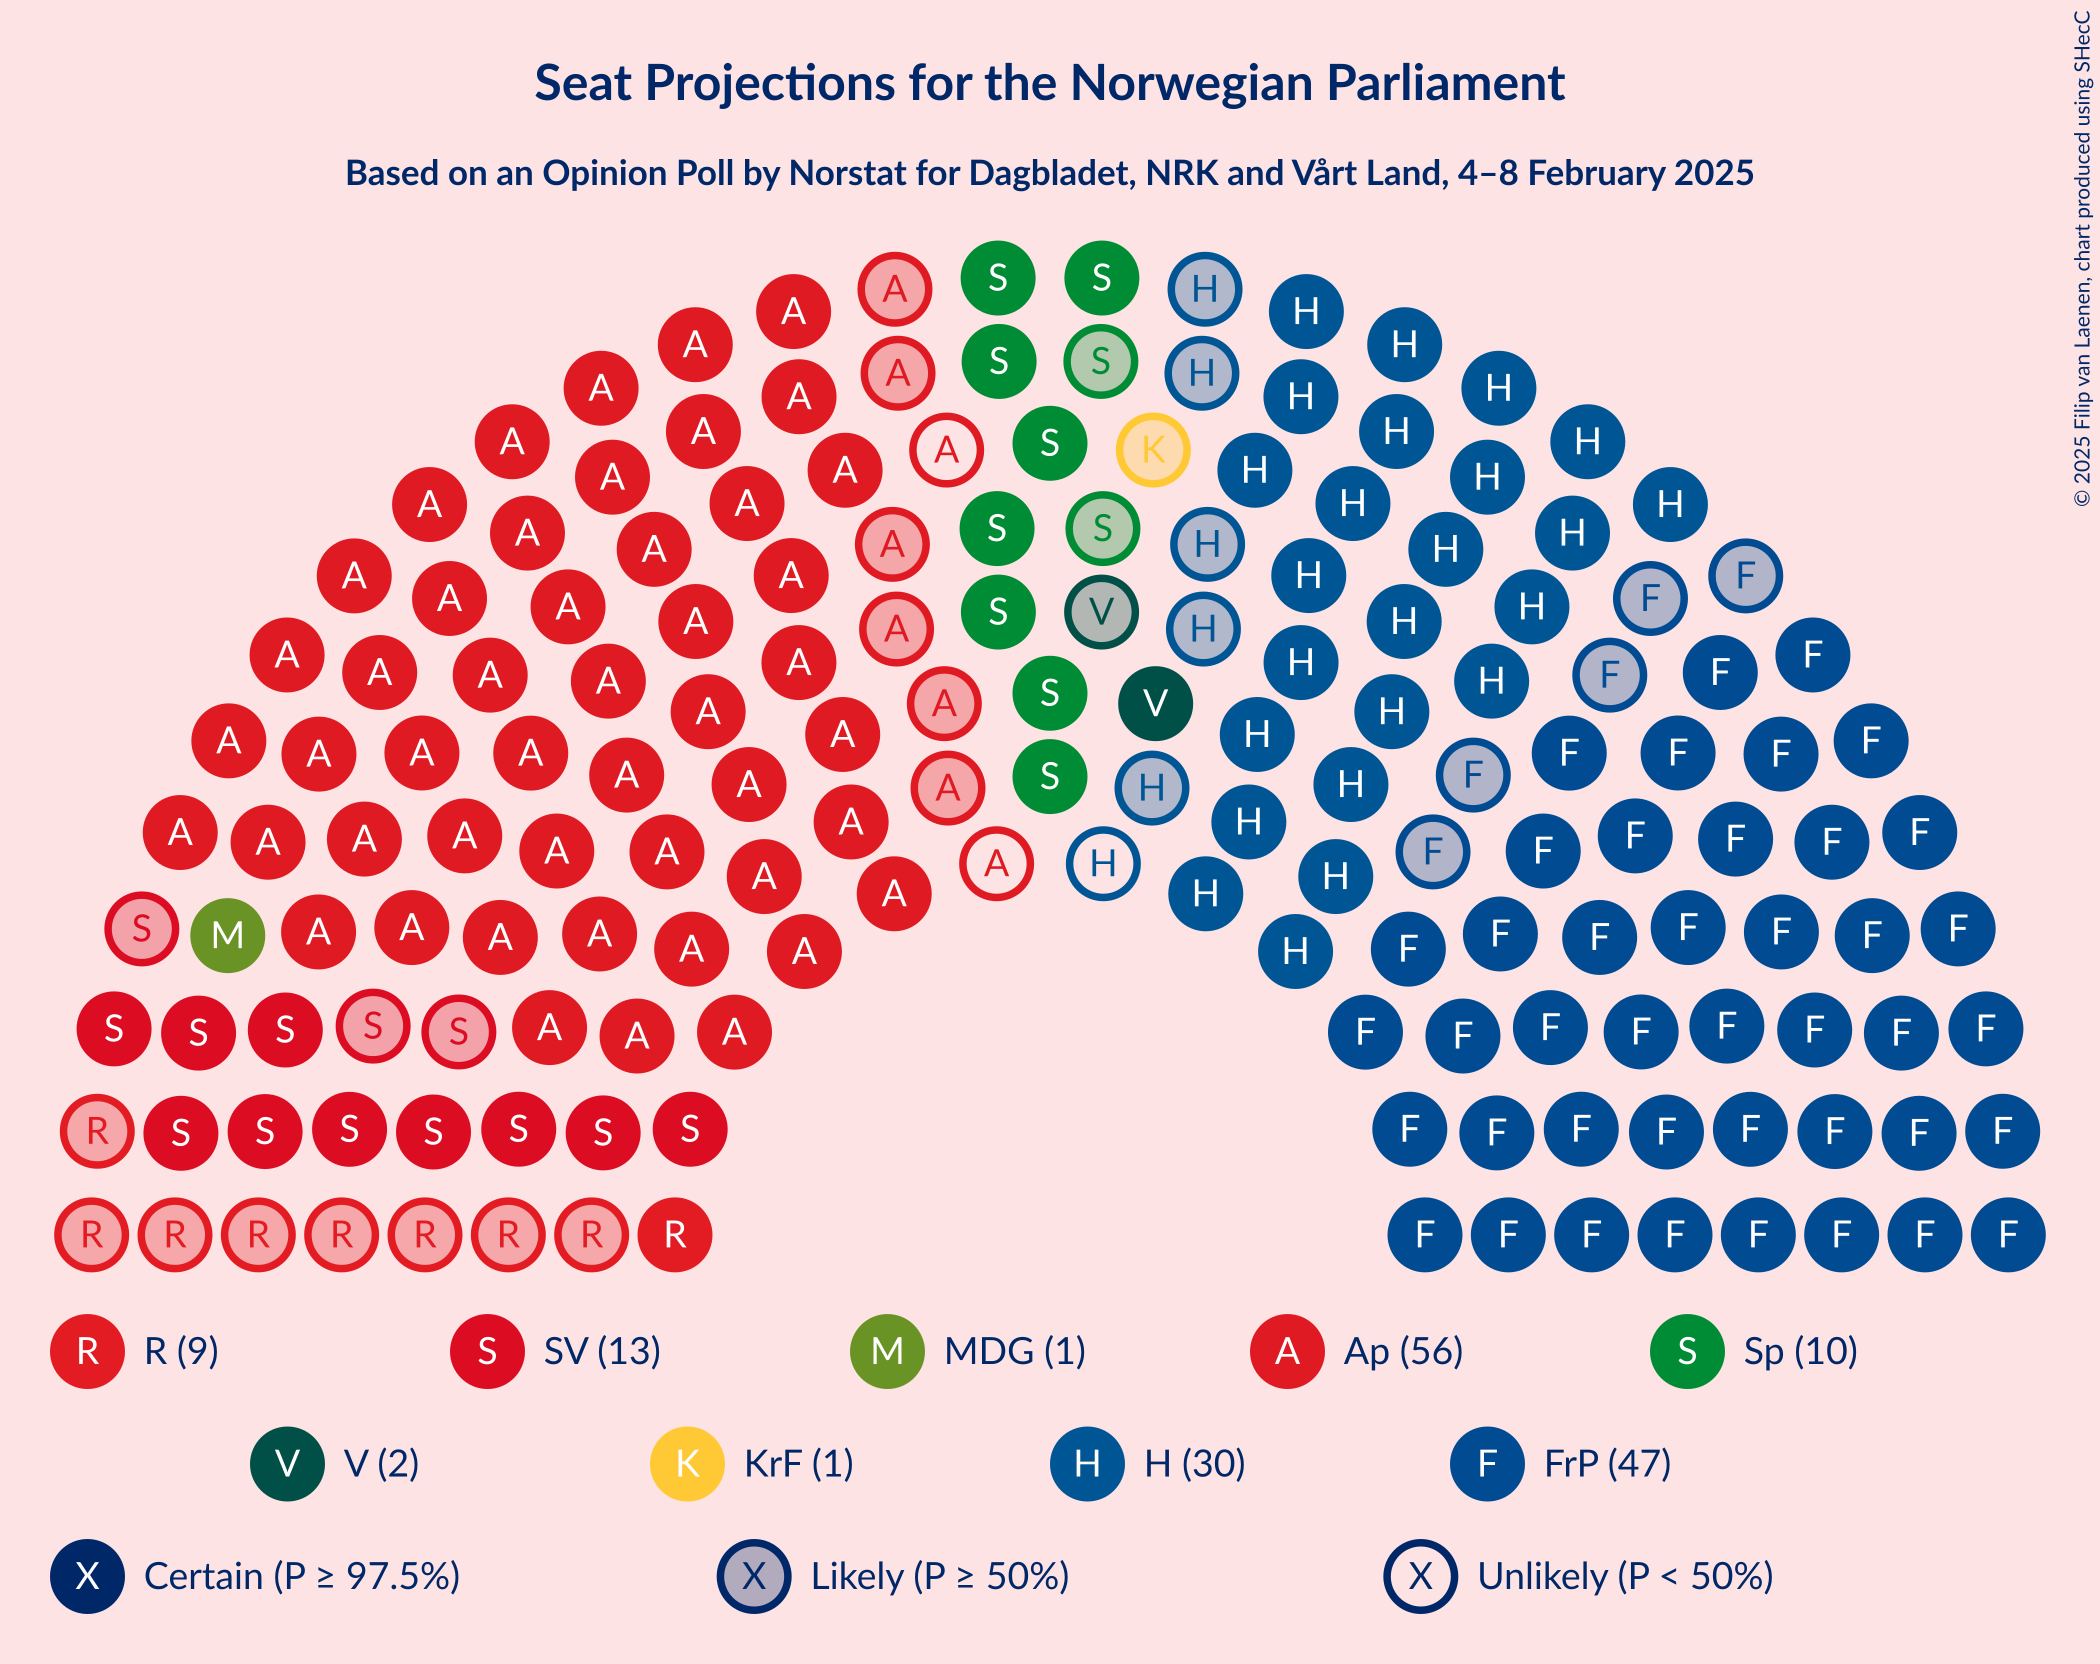 Seat Projections for the Norwegian Parliament
Based on an Opinion Poll by Norstat for Dagbladet, NRK and Vårt Land, 4–8 February 2025
© 2025 Filip van Laenen, chart produced using SHecC
A S S H
A A H H
A S S H
A A H H
A S K H
A A A H H H
A A H H
A S S H
A A H H
A A A H H F F
A A H H
A S V H
A A A H H F F
A A A H H F F
A S V H
A A H H
A A A A F F F F
A A S H H F
A A A A F F F F
A A A A H H F F
A A A H F F
A A H H
A H
S M A A A A A A A H H F F F F F F F
S S S S S A A A F F F F F F F F
R S S S S S S S F F F F F F F F
R R R R R R R R F F F F F F F F
R R (9) S SV (13) M MDG (1) A Ap (56) S Sp (10)
V V (2) K KrF (1) H H (30) F FrP (47)
X Certain (P ≥ 97.5%) X Likely (P ≥ 50%) X Unlikely (P < 50%)